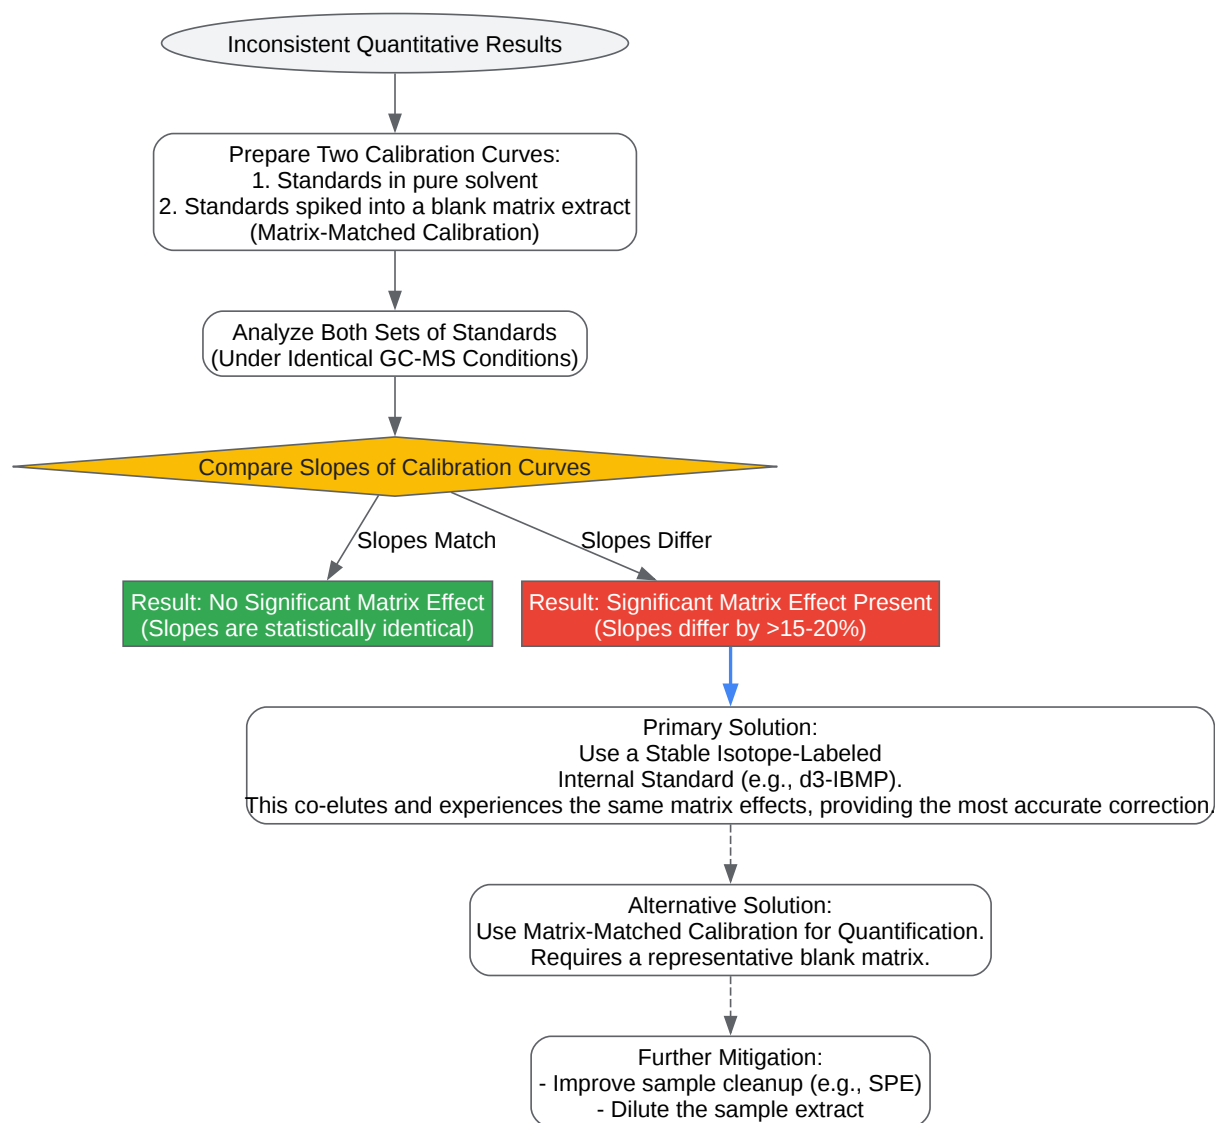 Inconsistent Quantitative Results
Prepare Two Calibration Curves:
1. Standards in pure solvent
2. Standards spiked into a blank matrix extract
(Matrix-Matched Calibration)
Analyze Both Sets of Standards
(Under Identical GC-MS Conditions)
Compare Slopes of Calibration Curves
Slopes Match
Slopes Differ
Result: No Significant Matrix Effect
(Slopes are statistically identical)
Result: Significant Matrix Effect Present
(Slopes differ by >15-20%)
Primary Solution:
Use a Stable Isotope-Labeled
Internal Standard (e.g., d3-IBMP).
This co-elutes and experiences the same matrix effects, providing the most accurate correction.
Alternative Solution:
Use Matrix-Matched Calibration for Quantification.
Requires a representative blank matrix.
Further Mitigation:
- Improve sample cleanup (e.g., SPE)
- Dilute the sample extract